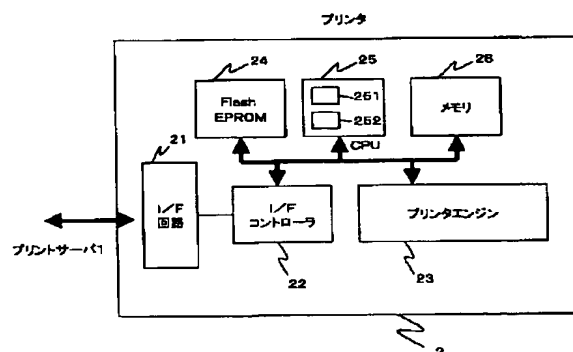 プリンタ
24
25
26
Flash
EPROM
251
252
メモリ
CPU
21
I/F
回路
I/F
コントローラ
プリンタエンジン
プリントサーバ1
22
23
2